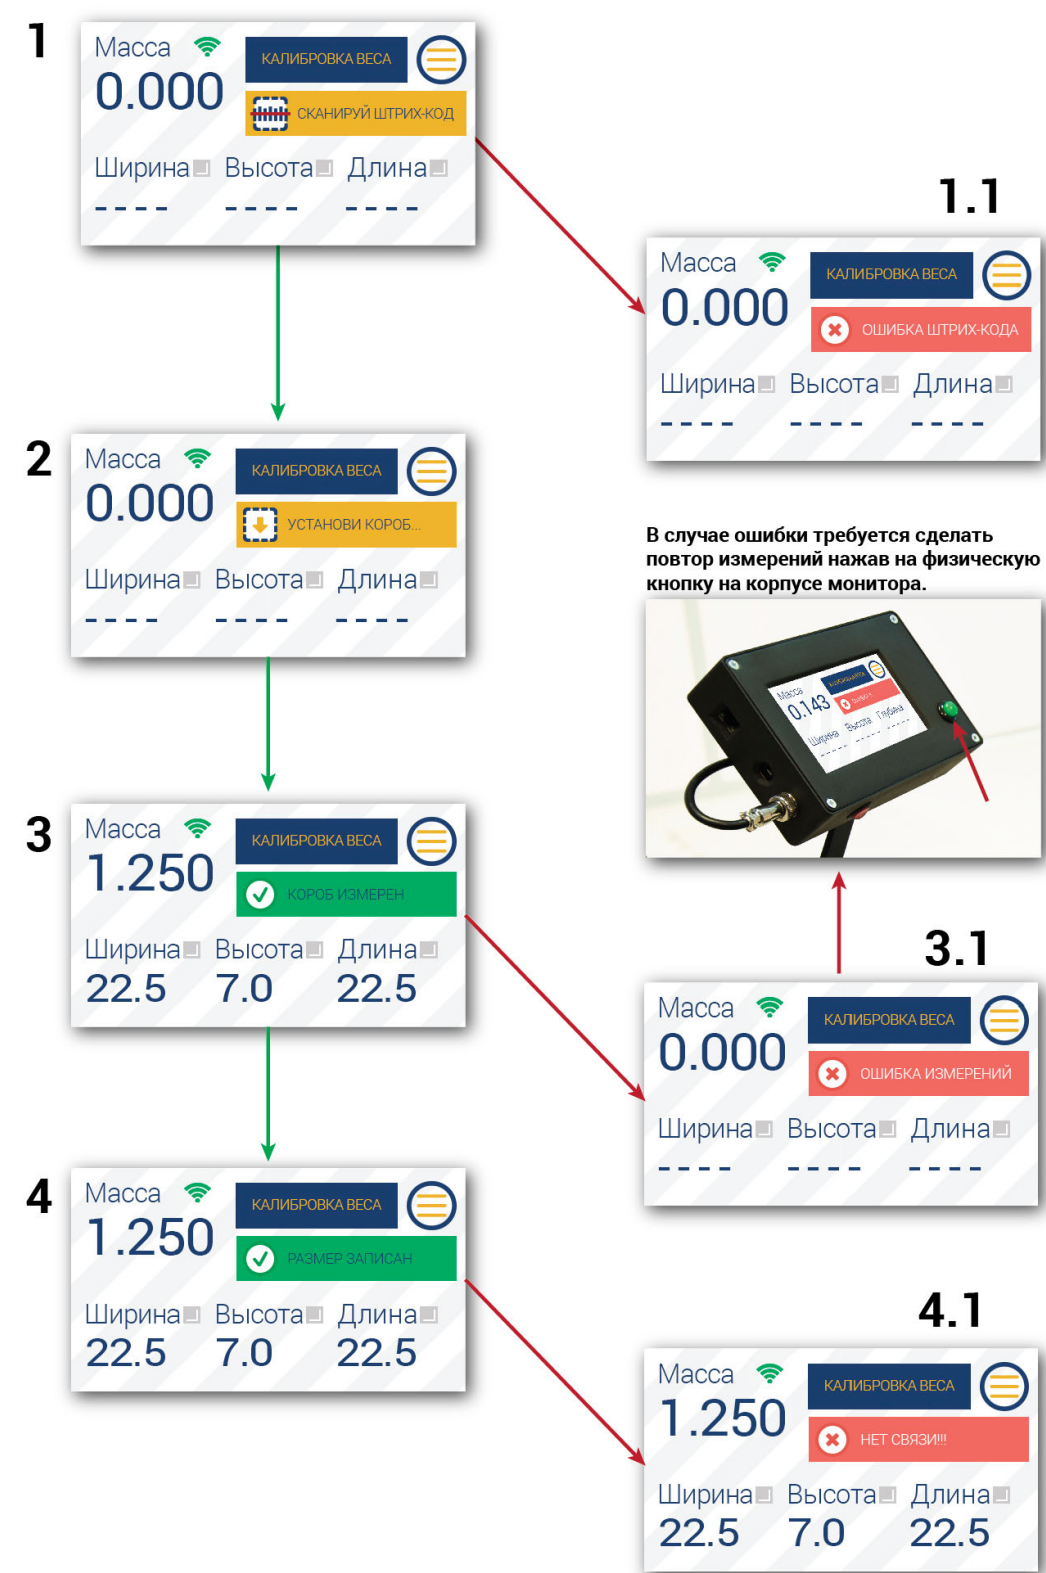 1
Масса
КАЛИБРОВКА ВЕСА
0.000
СКАНИРУЙ ШТРИХ-КОД
Ширина Высота Длина
---- ---- ----
1.1
Масса
КАЛИБРОВКА ВЕСА
0.000
ОШИБКА ШТРИХ-КОДА
Ширина Высота Длина
---- ---- ----
2
Масса
КАЛИБРОВКА ВЕСА
0.000
УСТАНОВИ КОРОБ...
Ширина Высота Длина
---- ---- ----
В случае ошибки требуется сделать
повтор измерений нажав на физическую
кнопку на корпусе монитора.
Масса
0.143
Ширина Высота Глубина
3
Масса
КАЛИБРОВКА ВЕСА
1.250
КОРОБ ИЗМЕРЕН
Ширина Высота Длина
22.5 7.0 22.5
3.1
Масса
КАЛИБРОВКА ВЕСА
0.000
ОШИБКА ИЗМЕРЕНИЙ
Ширина Высота Длина
---- ---- ----
4
Масса
КАЛИБРОВКА ВЕСА
1.250
РАЗМЕР ЗАПИСАН
Ширина Высота Длина
22.5 7.0 22.5
4.1
Масса
КАЛИБРОВКА ВЕСА
1.250
НЕТ СВЯЗИ!!!
Ширина Высота Длина
22.5 7.0 22.5